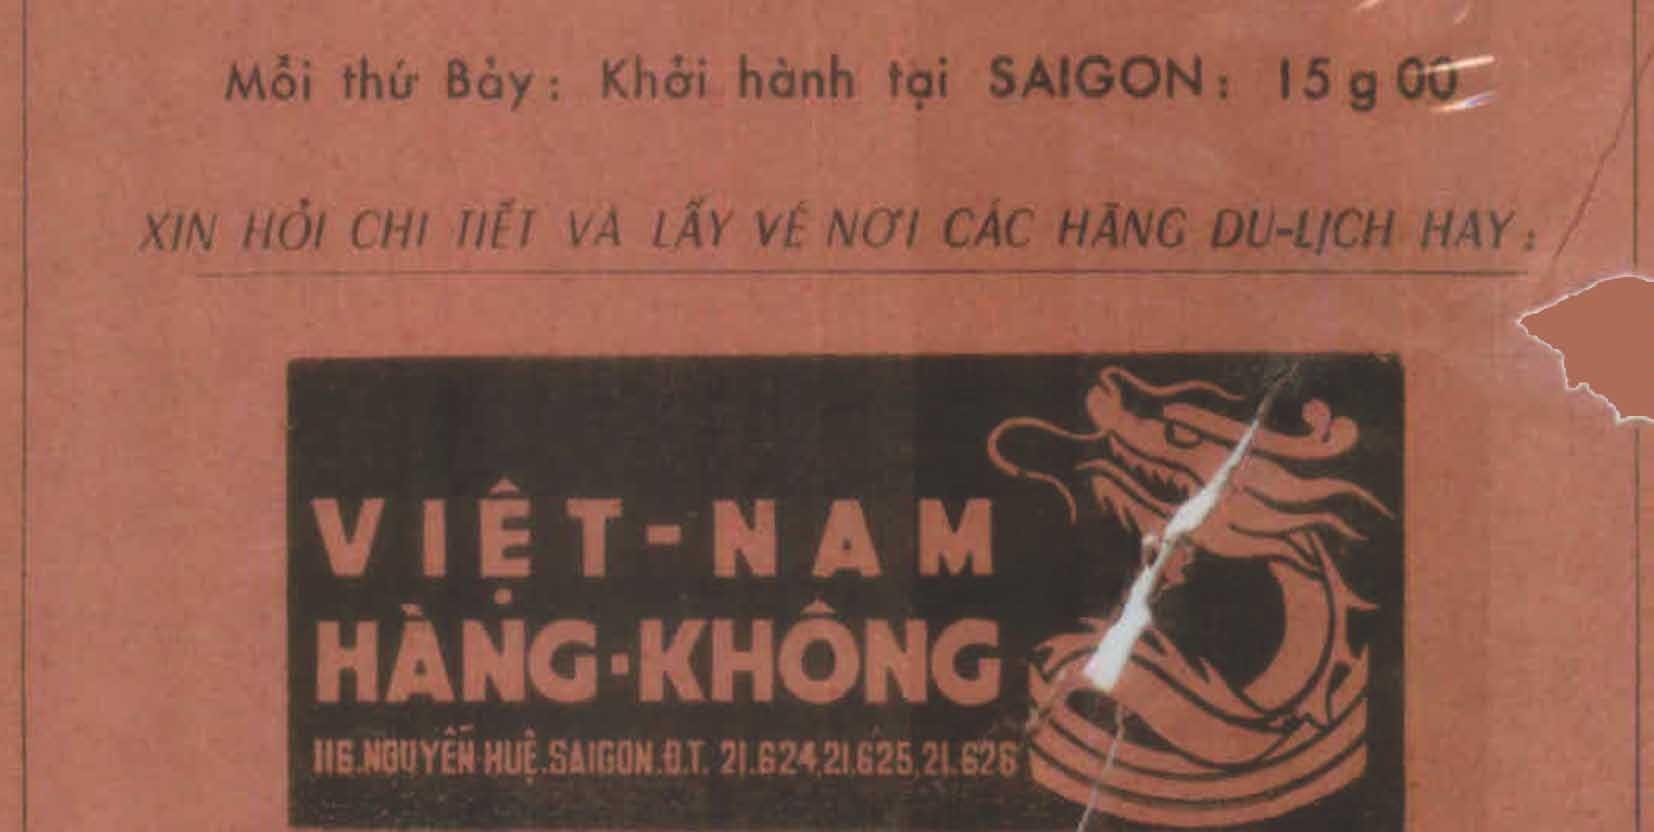 Mỗi thứ Bảy : Khởi hành tại SAIGON : 15 g 00
XIN HỎI CHI TIẾT VÀ LẤY VÉ NƠI CÁC HÃNG DU-LỊCH HAY :
VIỆT-NAM
HÀNG-KHÔNG
116.NGUYỄN HUỆ.SAIGON.Đ.T. 21.624,21.625,21.626